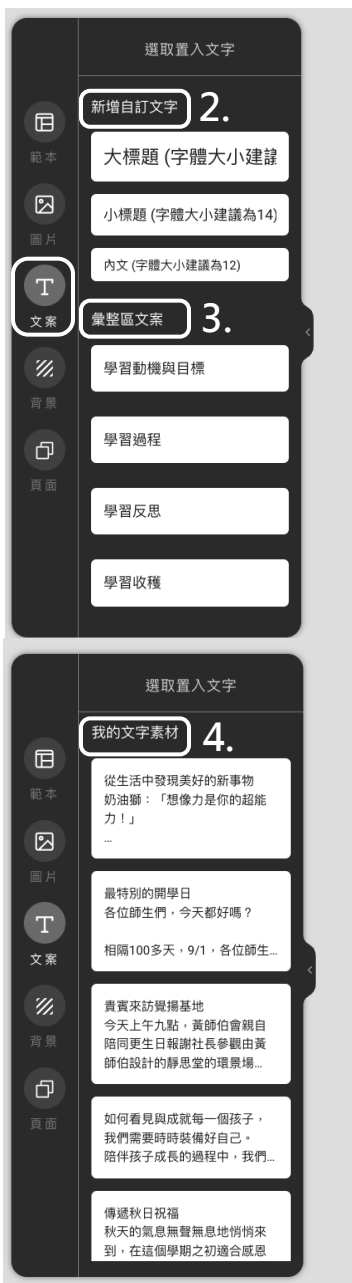 選取置入文字
新增自訂文字 2.
大標題 (字體大小建議
範本
小標題 (字體大小建議為14)
圖片
內文 (字體大小建議為12)
T
文案
彙整區文案 3.
學習動機與目標
背景
學習過程
頁面
學習反思
學習收穫
選取置入文字
我的文字素材 4.
從生活中發現美好的新事物
奶油獅：「想像力是你的超能
力！」
...
範本
圖片
最特別的開學日
各位師生們，今天都好嗎？
相隔100多天，9/1，各位師生...
T
文案
貴賓來訪覺揚基地
今天上午九點，黃師伯會親自
陪同更生日報謝社長參觀由黃
師伯設計的靜思堂的環景場...
背景
如何看見與成就每一個孩子，
我們需要時時裝備好自己。
陪伴孩子成長的過程中，我們...
頁面
傳遞秋日祝福
秋天的氣息無聲無息地悄悄來
到，在這個學期之初適合感恩